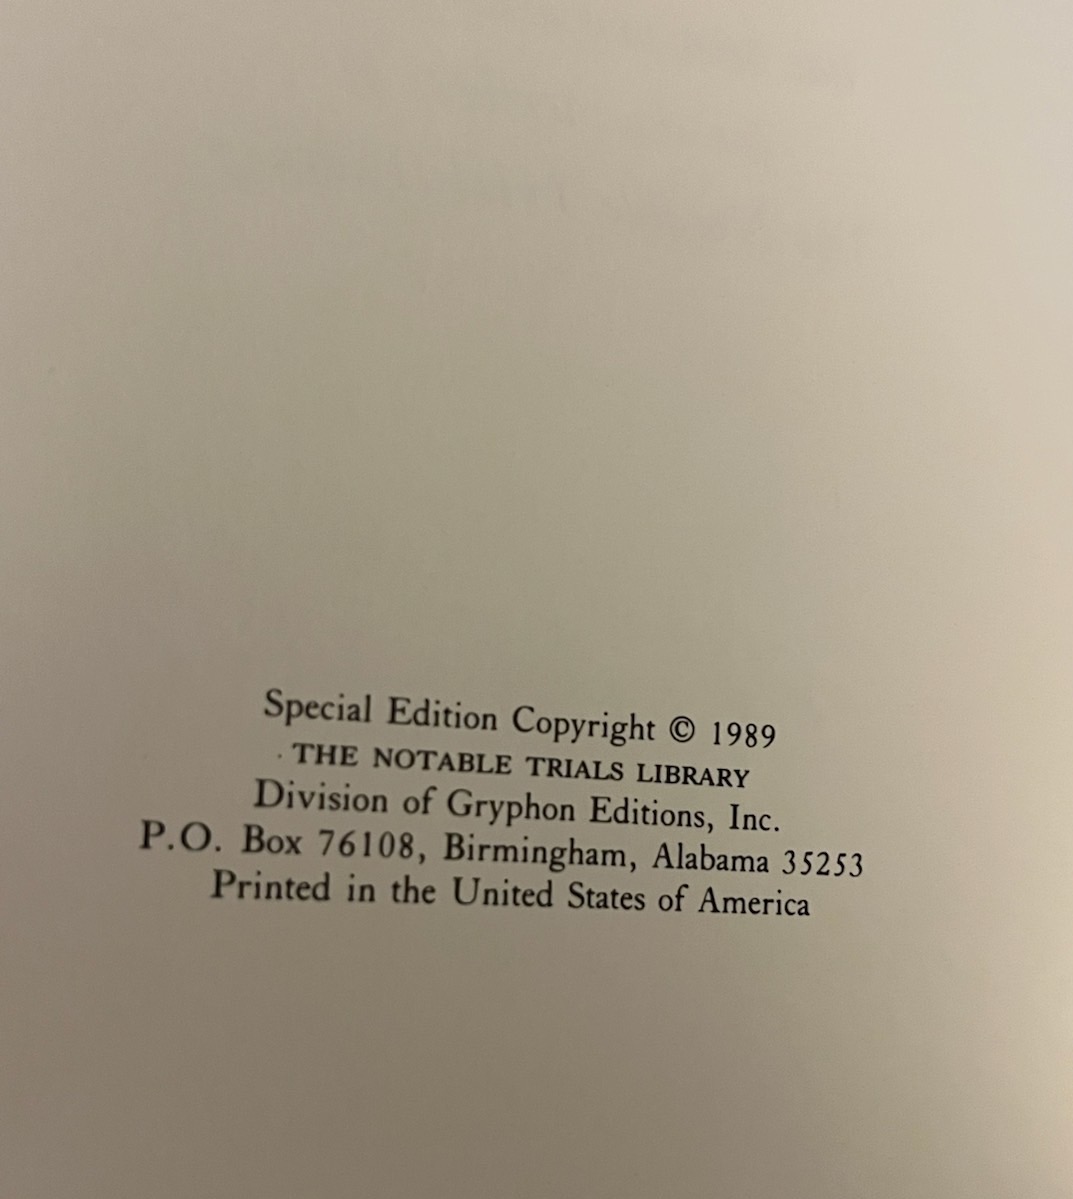 Special Edition Copyright © 1989
THE NOTABLE TRIALS LIBRARY
Division of Gryphon Editions, Inc.
P.O. Box 76108, Birmingham, Alabama 35253
Printed in the United States of America